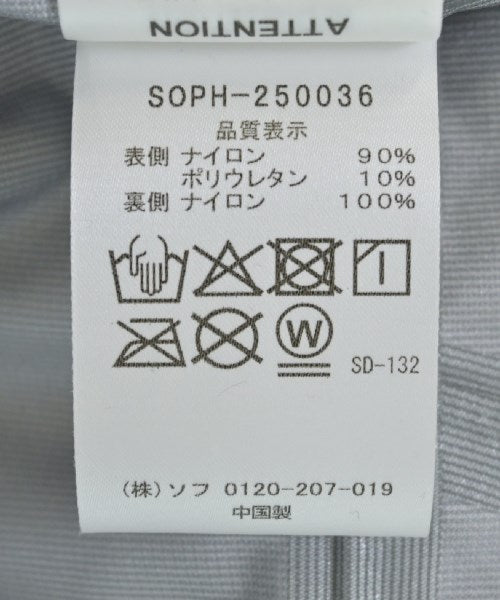 ATTENTION
SOPH-250036
品質表示
表側 ナイロン 90%
ポリウレタン 10%
裏側 ナイロン 100%
W
SD-132
(株)ソフ 0120-207-019
中国製